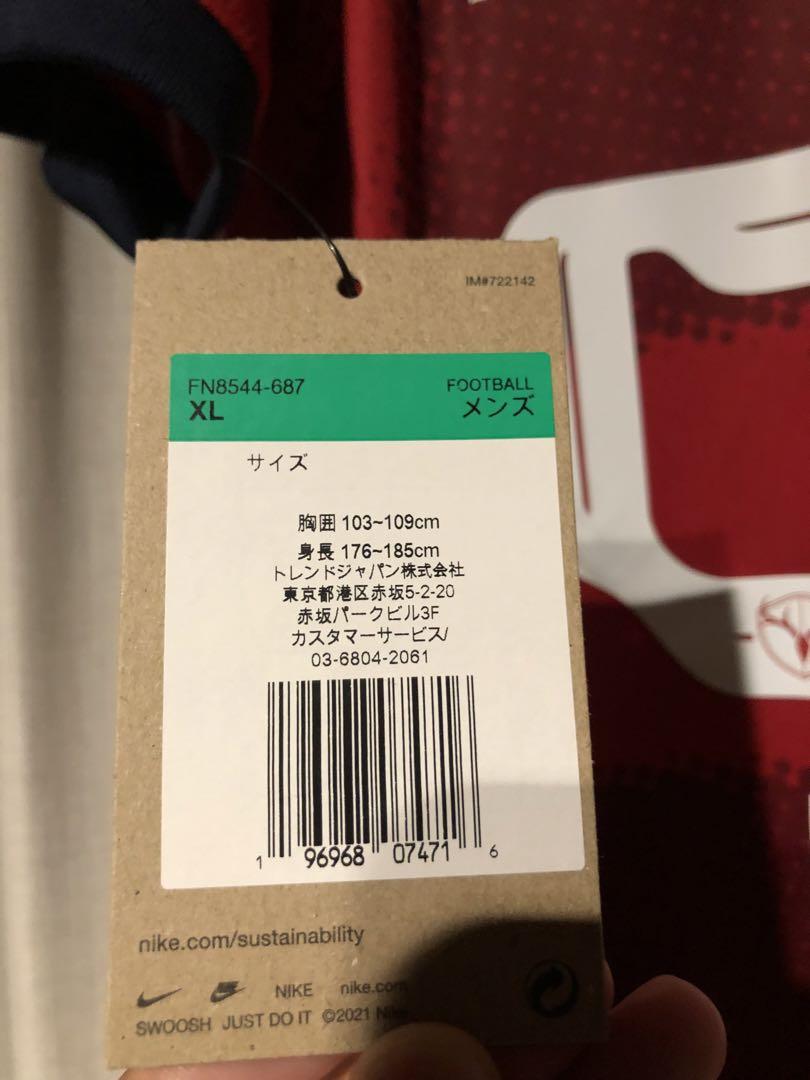 IM#722142
FN8544-687
FOOTBALL
XL
メンズ
サイズ
胸囲 103~109cm
身長 176~185cm
トレンドジャパン株式会社
東京都港区赤坂5-2-20
赤坂パークビル3F
カスタマーサービス/
03-6804-2061
1 96968 07471 6
nike.com/sustainability
NIKE nike.com
SWOOSH JUST DO IT ©2021 Nike